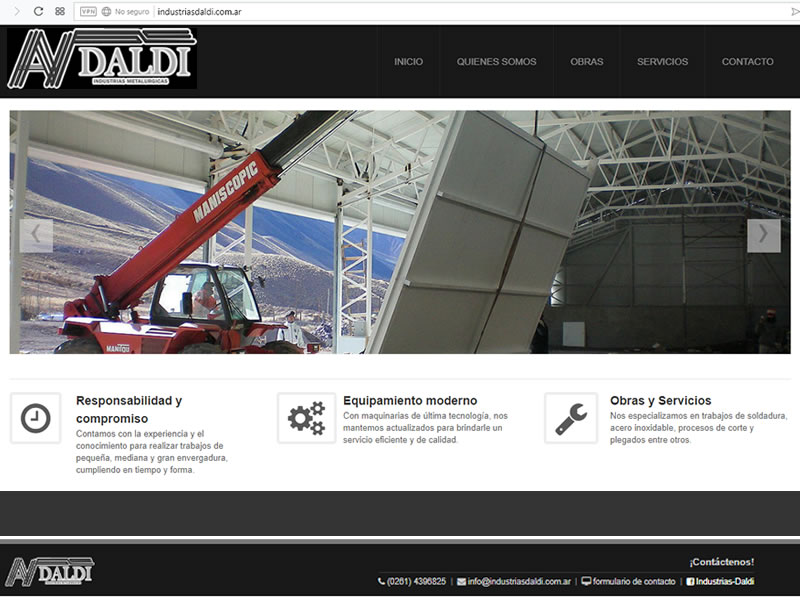 VPN No seguro industriasdaldi.com.ar
DALDI
INDUSTRIAS METALURGICAS
INICIO QUIENES SOMOS OBRAS SERVICIOS CONTACTO
MANISCOPIC
MANITOU
Responsabilidad y
compromiso
Contamos con la experiencia y el
conocimiento para realizar trabajos de
pequeña, mediana y gran envergadura,
cumpliendo en tiempo y forma.
Equipamiento moderno
Con maquinarias de última tecnología, nos
mantemos actualizados para brindarle un
servicio eficiente y de calidad.
Obras y Servicios
Nos especializamos en trabajos de soldadura,
acero inoxidable, procesos de corte y
plegados entre otros.
DALDI
¡Contáctenos!
(0261) 4396825 | info@industriasdaldi.com.ar | formulario de contacto | Industrias-Daldi